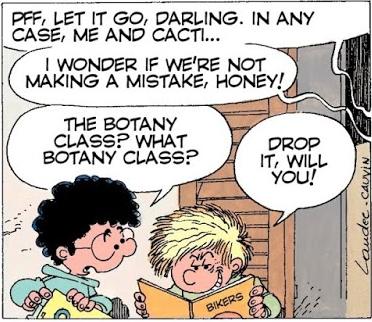 PFF, LET IT GO, DARLING. IN ANY
CASE, ME AND CACTI...
I WONDER IF WE'RE NOT
MAKING A MISTAKE, HONEY!
THE BOTANY
CLASS? WHAT
BOTANY CLASS?
DROP
IT, WILL
YOU!
BIKERS
Laudec-CAUVIN